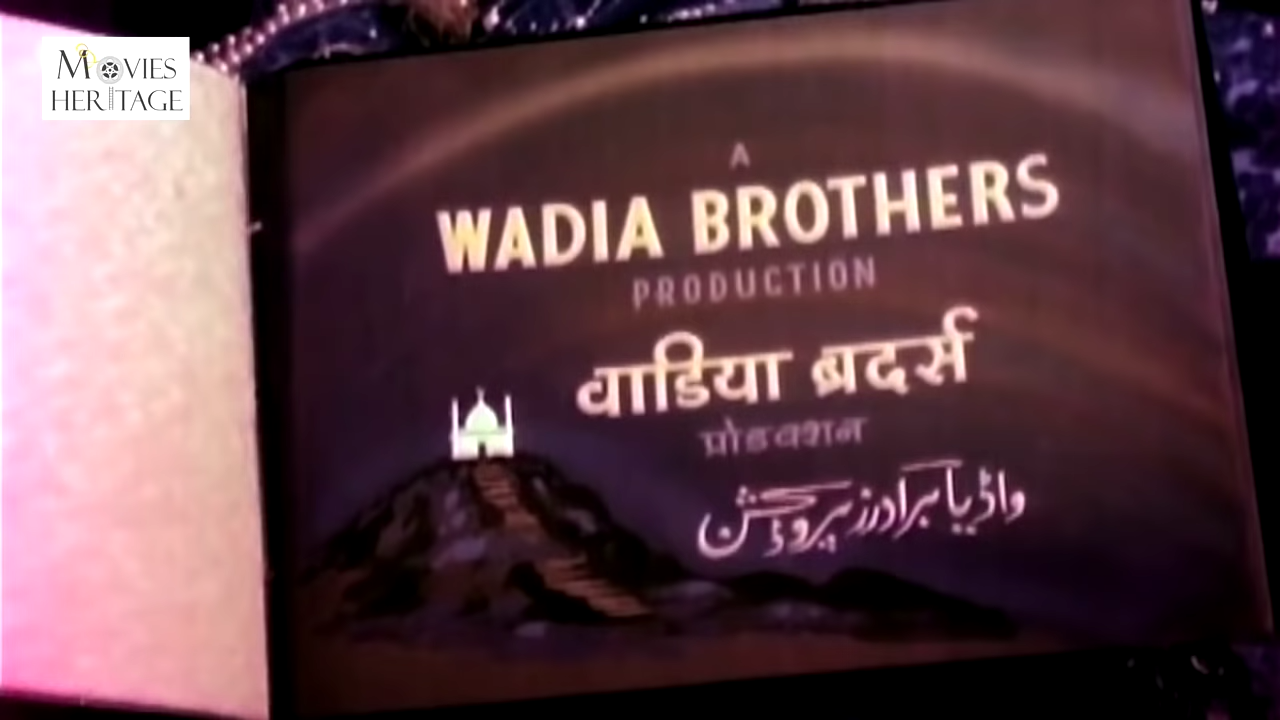 MOVIES
HERITAGE
A
WADIA BROTHERS
PRODUCTION
वाडिया ब्रदर्स
प्रोडक्शन
واڈیا برادرز پروڈکشن